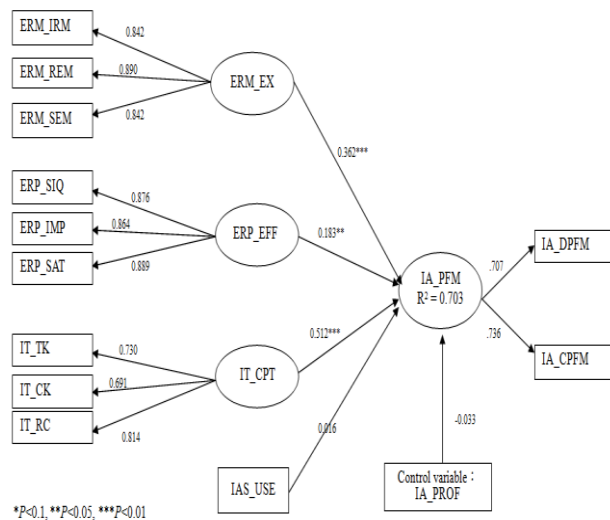 ERM_IRM
0.842
ERM_REM
0.890
ERM_SEM
0.842
ERM_EX
0.362***
ERP_SIQ
0.876
ERP_IMP
0.864
ERP_SAT
0.889
ERP_EFF
0.183**
IA_PFM
R² = 0.703
.707
IA_DPFM
.736
IA_CPFM
IT_TK
0.730
IT_CK
0.691
IT_RC
0.814
IT_CPT
0.512***
0.016
-0.033
IAS_USE
Control variable :
IA_PROF
*P<0.1, **P<0.05, ***P<0.01